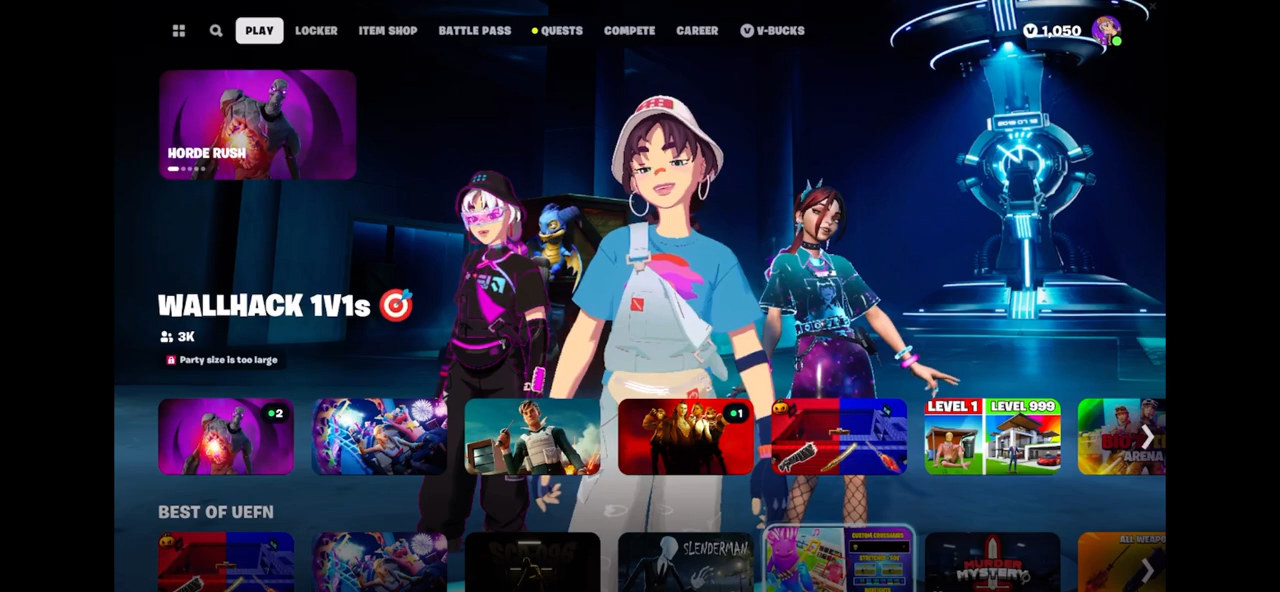 PLAY
LOCKER
ITEM SHOP
BATTLE PASS
QUESTS
COMPETE
CAREER
V-BUCKS
1,050
HORDE RUSH
WALLHACK 1V1s
3K
Party size is too large
2
1
LEVEL 1
LEVEL 999
ARENA
BEST OF UEFN
SLENDERMAN
CUSTOM CROSSHAIRS
MURDER
MYSTERY
ALL WEAPO